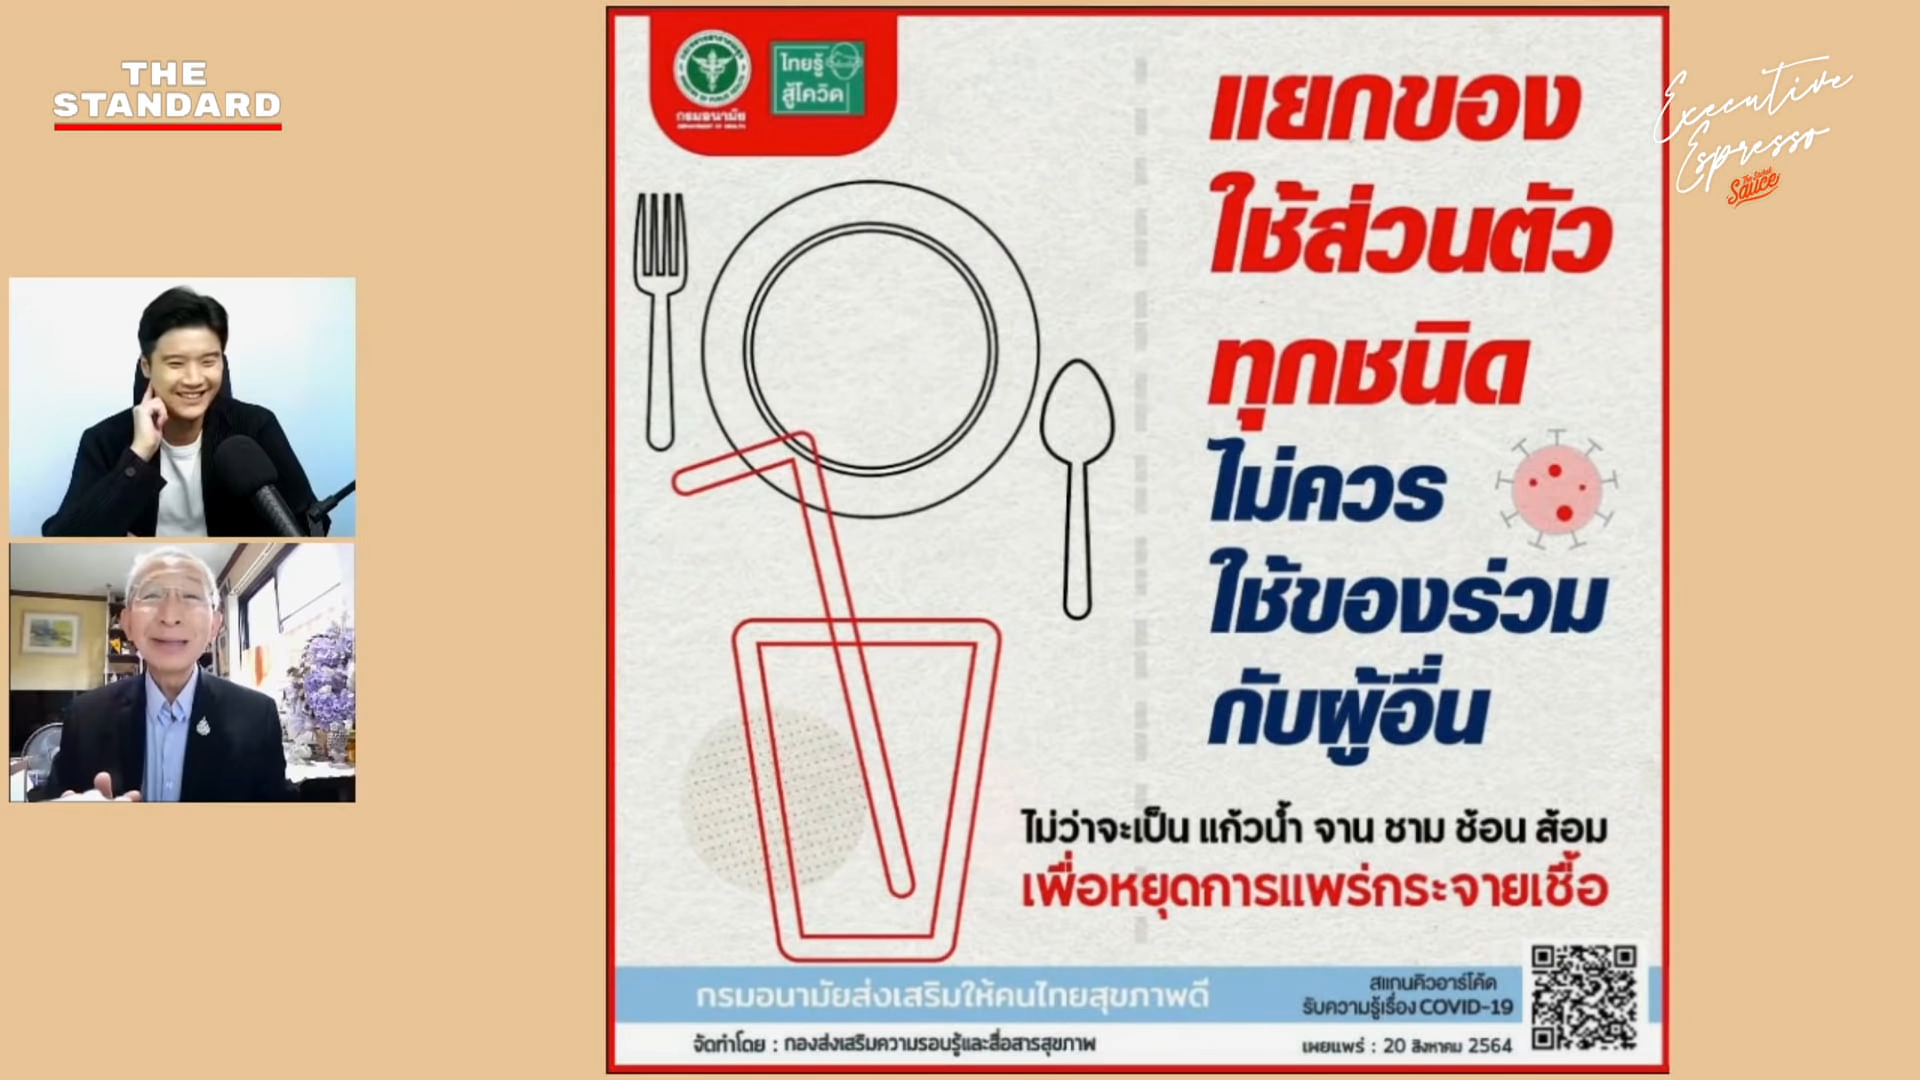 THE
STANDARD
Executive
Espresso
The Secret
Sauce
กรมอนามัย
DEPARTMENT OF HEALTH
ไทยรู้
สู้โควิด
แยกของ
ใช้ส่วนตัว
ทุกชนิด
ไม่ควร
ใช้ของร่วม
กับผู้อื่น
ไม่ว่าจะเป็น แก้วน้ำ จาน ชาม ช้อน ส้อม
เพื่อหยุดการแพร่กระจายเชื้อ
กรมอนามัยส่งเสริมให้คนไทยสุขภาพดี
สแกนคิวอาร์โค้ด
รับความรู้เรื่อง COVID-19
จัดทำโดย : กองส่งเสริมความรอบรู้และสื่อสารสุขภาพ
เผยแพร่ : 20 สิงหาคม 2564